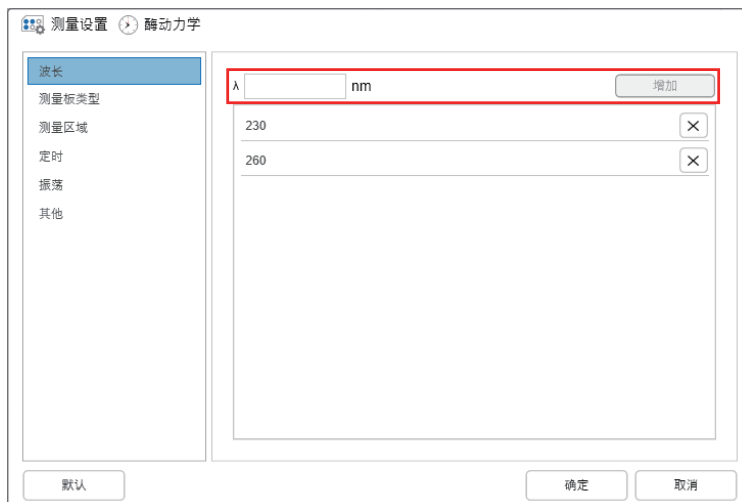 测量设置 酶动力学
波长
测量板类型
测量区域
定时
振荡
其他
λ nm 增加
230
260
默认 确定 取消